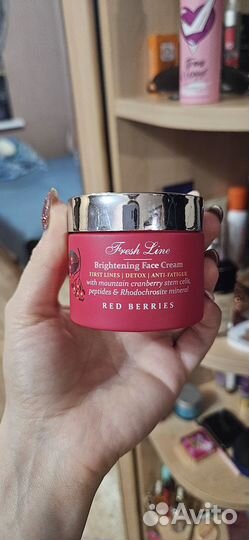 Fresh Line
Brightening Face Cream
FIRST LINES | DETOX | ANTI-FATIGUE
with mountain cranberry stem cells,
peptides & Rhodochrosite mineral
RED BERRIES
Avito